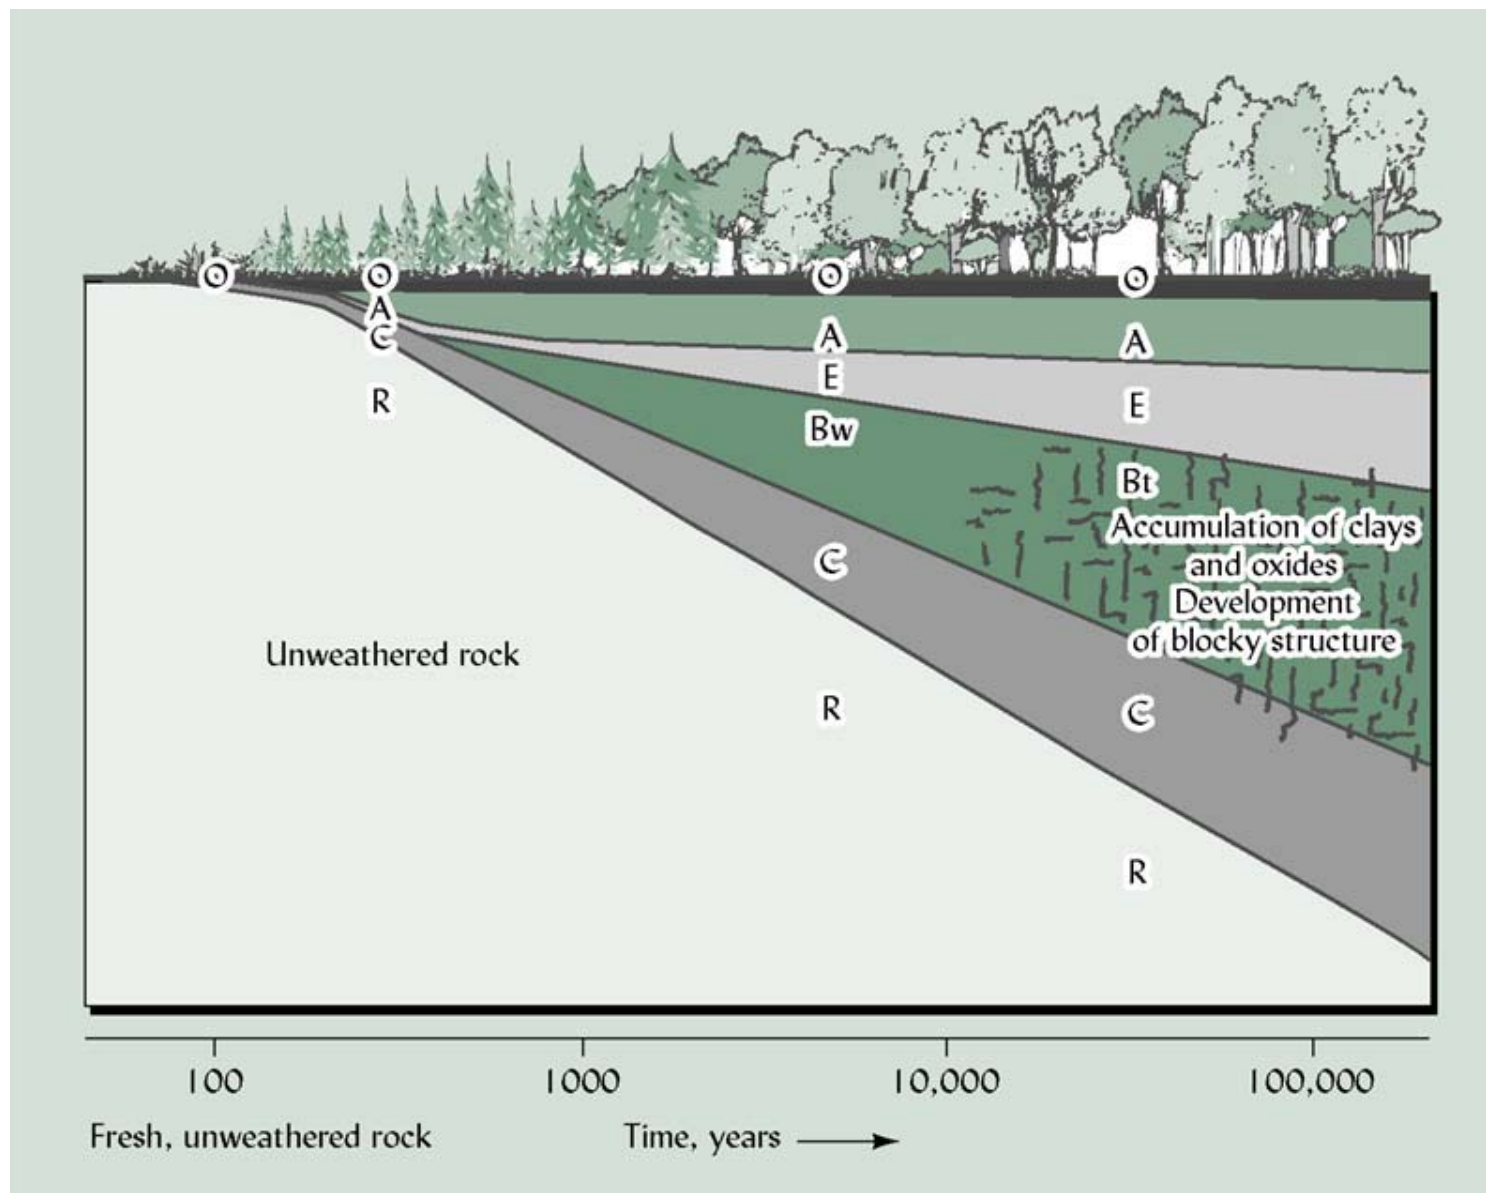 O
O
O
O
A
C
R
A
E
Bw
C
R
A
E
Bt
Accumulation of clays
and oxides
Development
of blocky structure
C
R
Unweathered rock
100
1000
10,000
100,000
Fresh, unweathered rock
Time, years